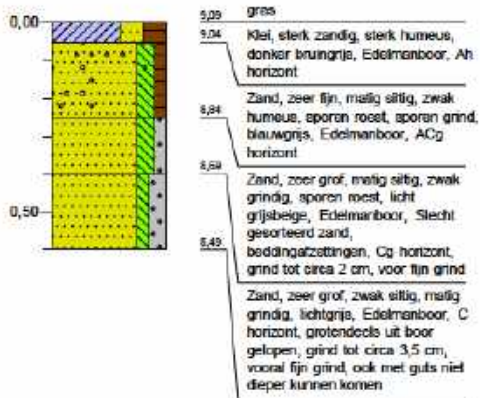 gras
0,00
9,09
Klei, sterk zandig, sterk humeus,
donker bruingrijs, Edelmanboor, Ah
horizont
9,04
Zand, zeer fijn, matig siltig, zwak
humeus, sporen roest, sporen grind,
blauwgrijs, Edelmanboor, ACg
horizont
8,84
Zand, zeer grof, matig siltig, zwak
grindig, sporen roest, licht
grijsbeige, Edelmanboor, Slecht
gesorteerd zand,
beddingafzettingen, Cg-horizont,
grind tot circa 2 cm, voor fijn grind
8,69
0,50
8,49
Zand, zeer grof, zwak siltig, matig
grindig, lichtgrijs, Edelmanboor, C
horizont, grotendeels uit boor
gelopen, grind tot circa 3,5 cm,
vooral fijn grind, ook met guts niet
dieper kunnen komen